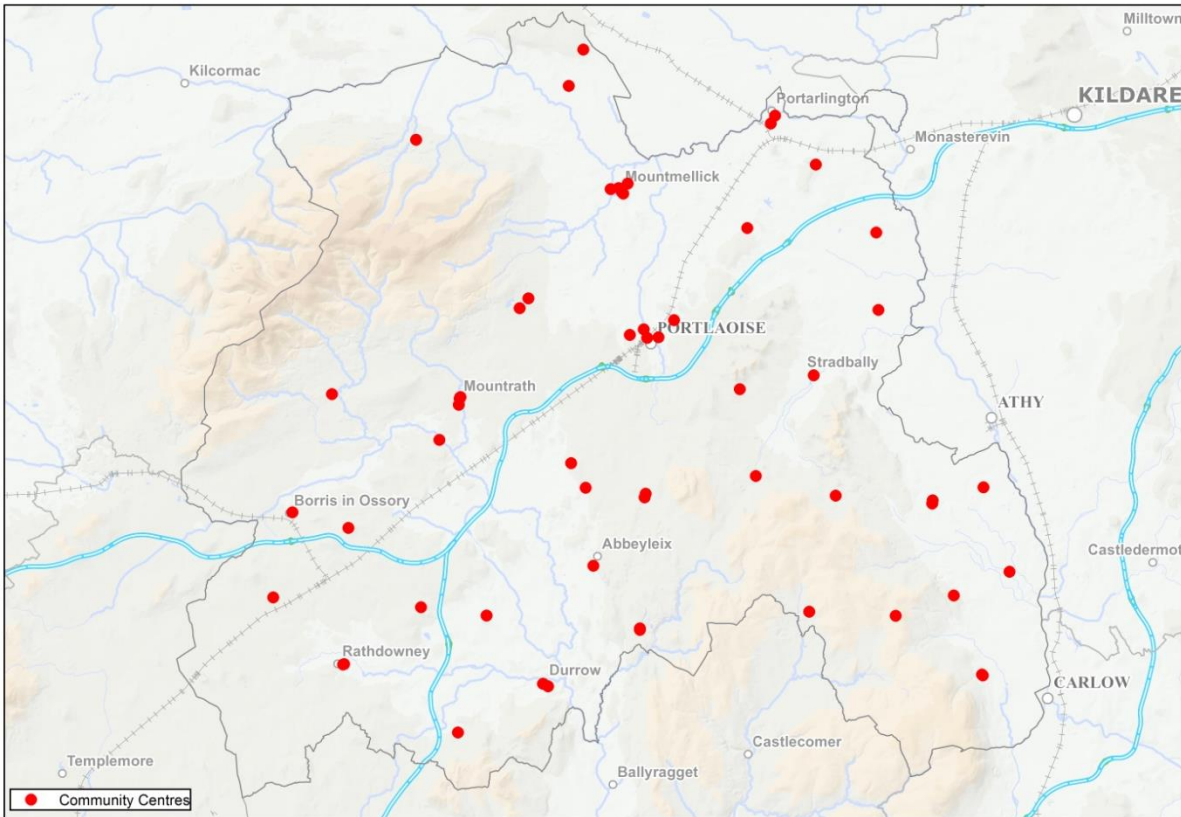 Milltown
Kilcormac
KILDARE
Portarlington
Monasterevin
Mountmellick
PORTLAOISE
Stradbally
Mountrath
ATHY
Borris in Ossory
Abbeyleix
Castledermot
Rathdowney
Durrow
CARLOW
Castlecomer
Templemore
Ballyragget
Community Centres